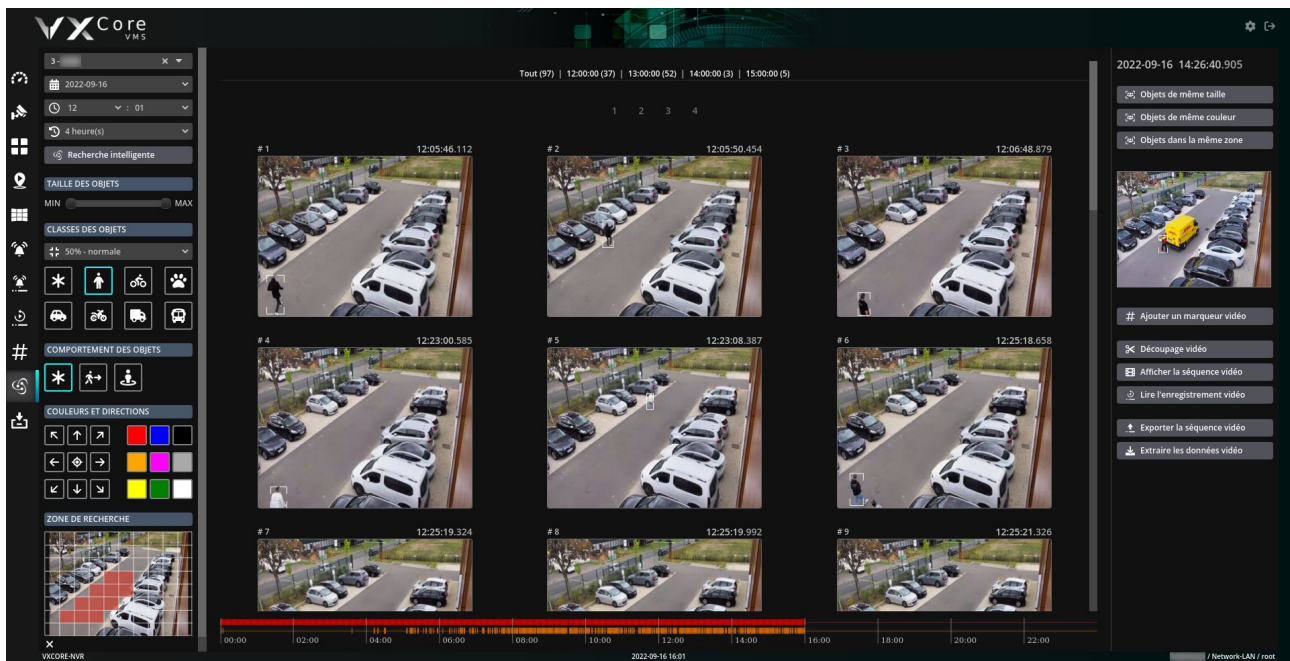 VXCore
VMS
3 -
2022-09-16
12 : 01
4 heure(s)
Recherche intelligente
TAILLE DES OBJETS
MIN MAX
CLASSES DES OBJETS
50% - normale
COMPORTEMENT DES OBJETS
COULEURS ET DIRECTIONS
ZONE DE RECHERCHE
Tout (97) | 12:00:00 (37) | 13:00:00 (52) | 14:00:00 (3) | 15:00:00 (5)
1 2 3 4
# 1 12:05:46.112
# 2 12:05:50.454
# 3 12:06:48.879
# 4 12:23:00.585
# 5 12:23:08.387
# 6 12:25:18.658
# 7 12:25:19.324
# 8 12:25:19.992
# 9 12:25:21.326
00:00 02:00 04:00 06:00 08:00 10:00 12:00 14:00 16:00 18:00 20:00 22:00
2022-09-16 14:26:40.905
Objets de même taille
Objets de même couleur
Objets dans la même zone
# Ajouter un marqueur vidéo
Découpage vidéo
Afficher la séquence vidéo
Lire l'enregistrement vidéo
Exporter la séquence vidéo
Extraire les données vidéo
VXCORE-NVR
2022-09-16 16:01
/ Network-LAN / root